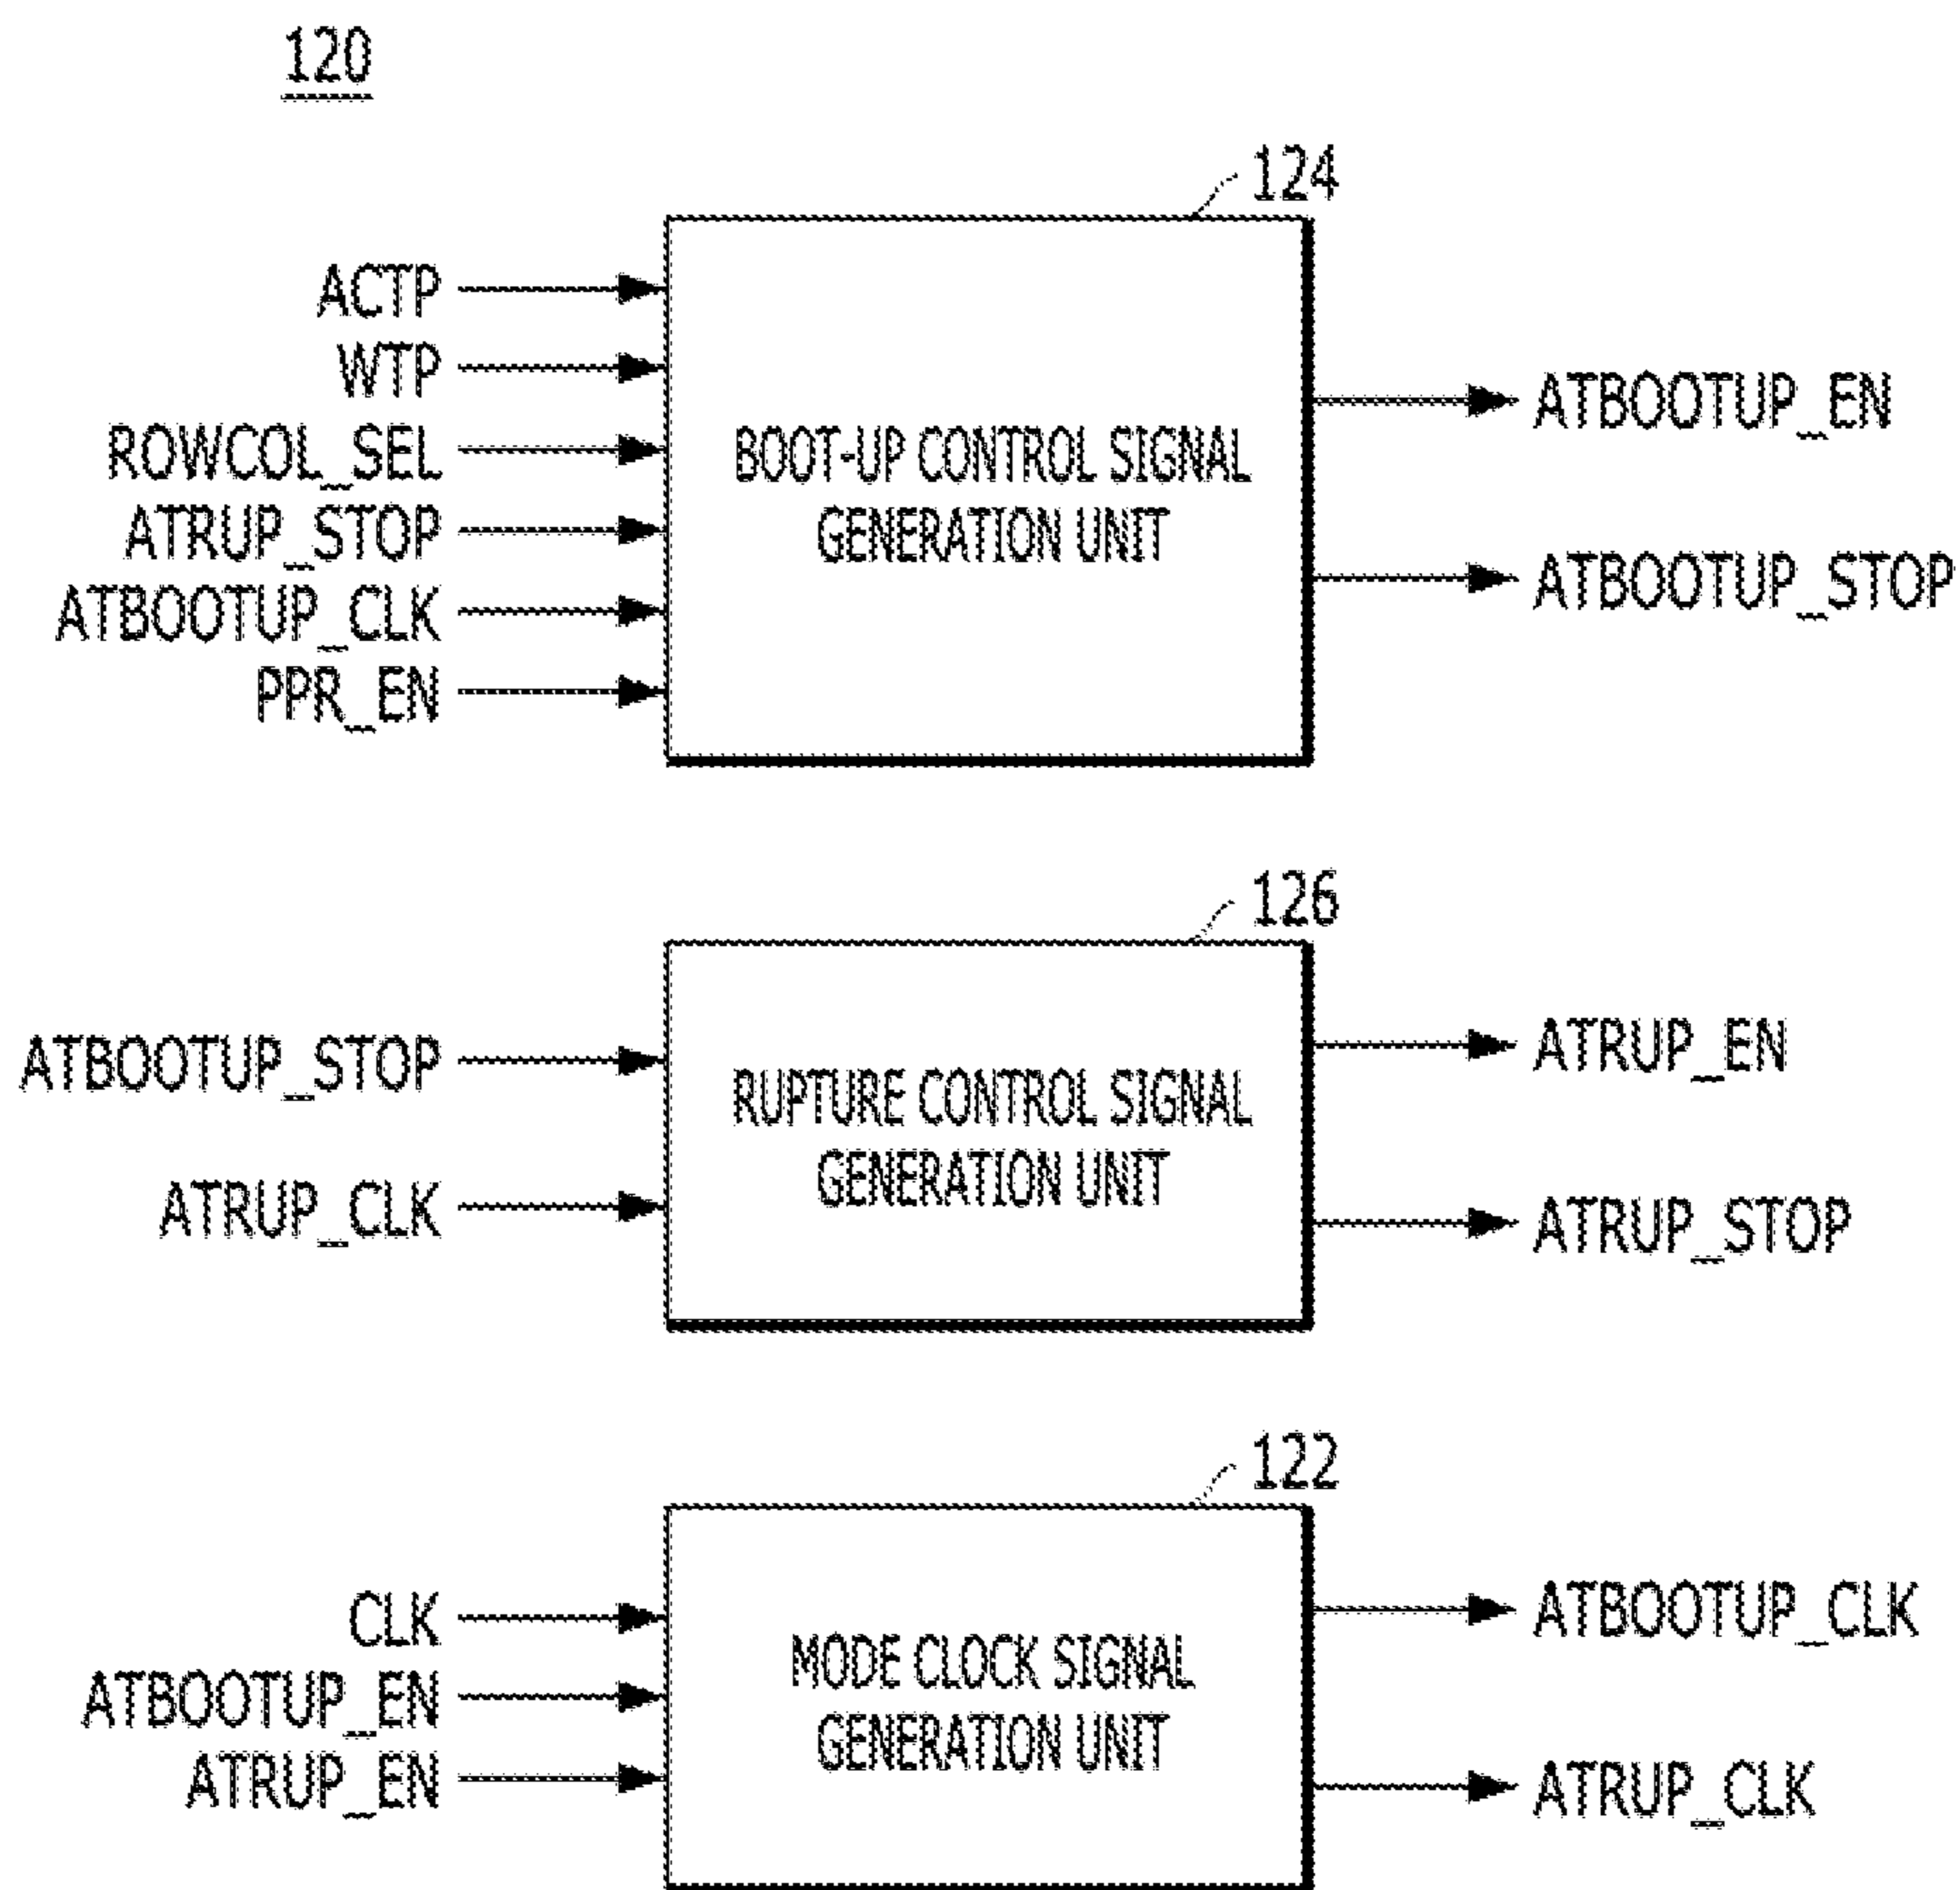 120
124
ACTP
WTP
ROWCOL_SEL
ATRUP_STOP
ATBOOTUP_CLK
PPR_EN
BOOT-UP CONTROL SIGNAL
GENERATION UNIT
ATBOOTUP_EN
ATBOOTUP_STOP
126
ATBOOTUP_STOP
ATRUP_CLK
RUPTURE CONTROL SIGNAL
GENERATION UNIT
ATRUP_EN
ATRUP_STOP
122
CLK
ATBOOTUP_EN
ATRUP_EN
MODE CLOCK SIGNAL
GENERATION UNIT
ATBOOTUP_CLK
ATRUP_CLK